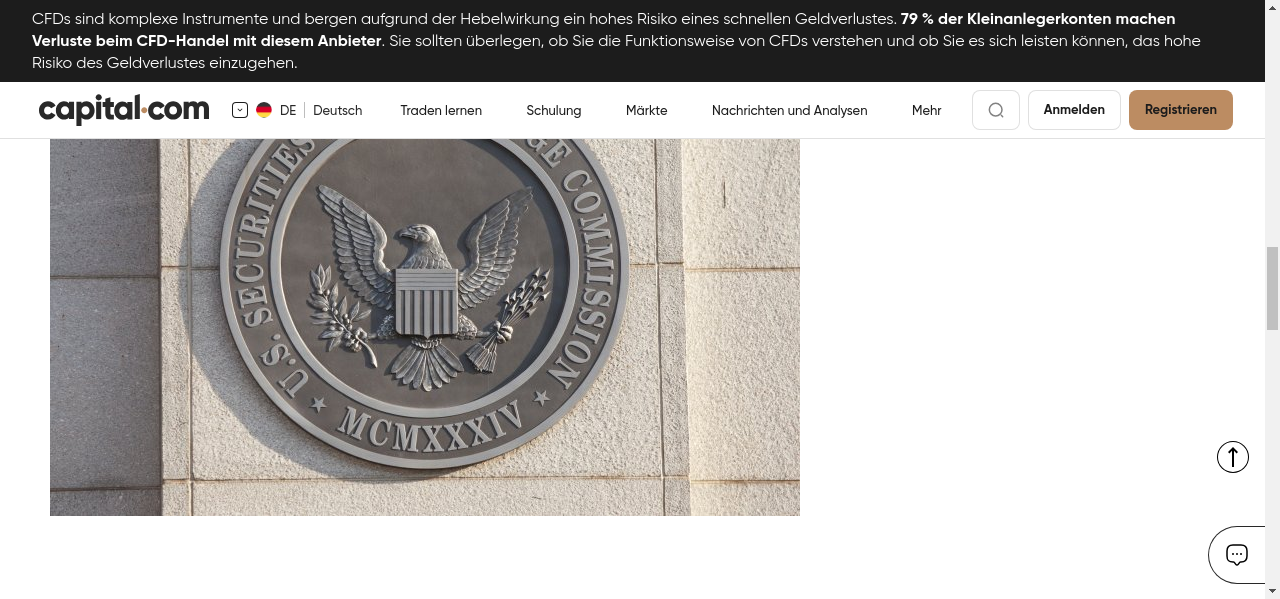 CFDs sind komplexe Instrumente und bergen aufgrund der Hebelwirkung ein hohes Risiko eines schnellen Geldverlustes. 79 % der Kleinanlegerkonten machen
Verluste beim CFD-Handel mit diesem Anbieter. Sie sollten überlegen, ob Sie die Funktionsweise von CFDs verstehen und ob Sie es sich leisten können, das hohe
Risiko des Geldverlustes einzugehen.
capital.com DE Deutsch Traden lernen Schulung Märkte Nachrichten und Analysen Mehr Anmelden Registrieren
U.S. SECURITIES GE COMMISSION
MCMXXXIV